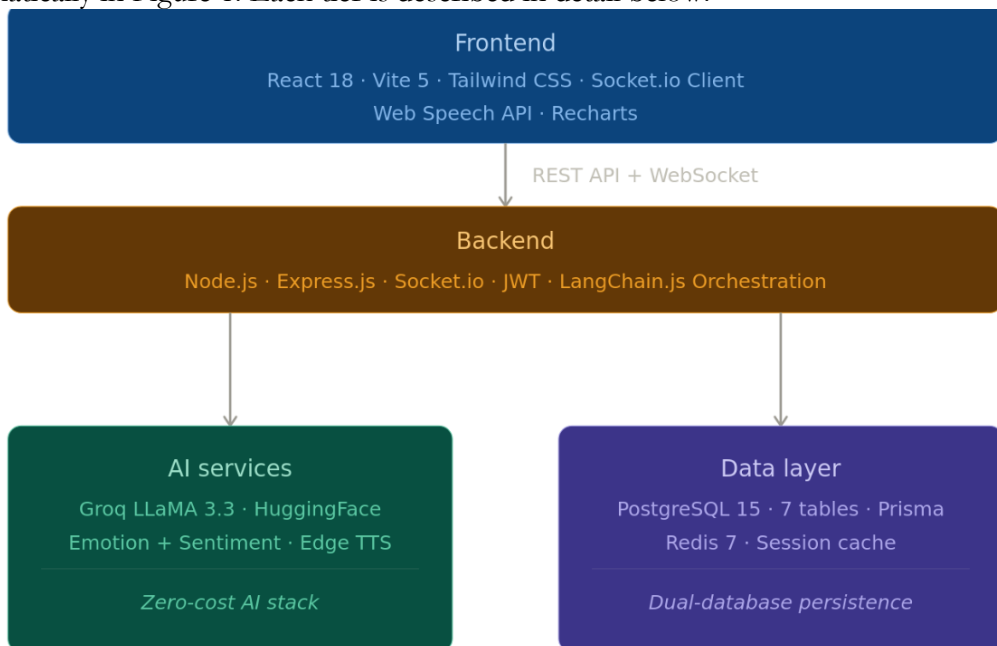 Figure 1. Each tier is described in detail below.
Frontend
React 18 · Vite 5 · Tailwind CSS · Socket.io Client
Web Speech API · Recharts
REST API + WebSocket
Backend
Node.js · Express.js · Socket.io · JWT · LangChain.js Orchestration
AI services
Groq LLaMA 3.3 · HuggingFace
Emotion + Sentiment · Edge TTS
Zero-cost AI stack
Data layer
PostgreSQL 15 · 7 tables · Prisma
Redis 7 · Session cache
Dual-database persistence